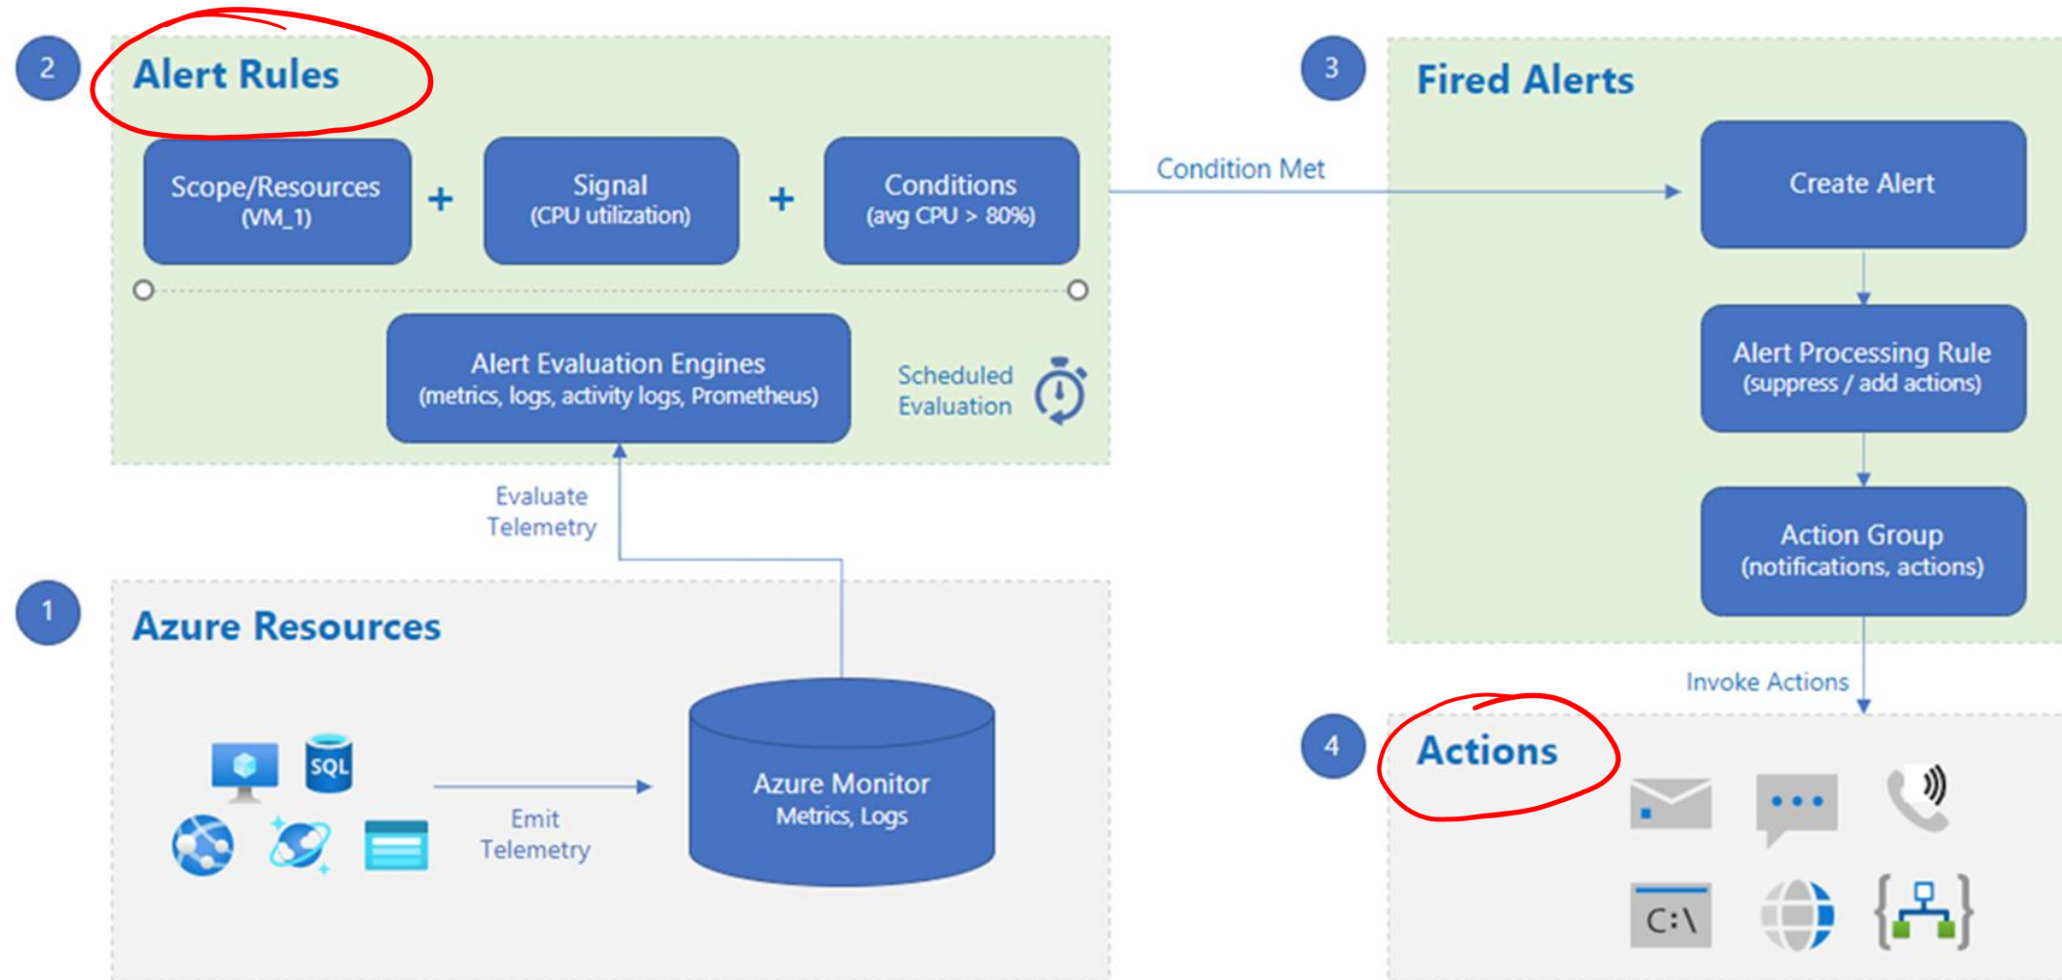 2
Alert Rules
Scope/Resources
(VM_1)
+
Signal
(CPU utilization)
+
Conditions
(avg CPU > 80%)
Alert Evaluation Engines
(metrics, logs, activity logs, Prometheus)
Scheduled
Evaluation
Evaluate
Telemetry
1
Azure Resources
SQL
Emit
Telemetry
Azure Monitor
Metrics, Logs
Condition Met
3
Fired Alerts
Create Alert
Alert Processing Rule
(suppress / add actions)
Action Group
(notifications, actions)
Invoke Actions
4
Actions
C:\